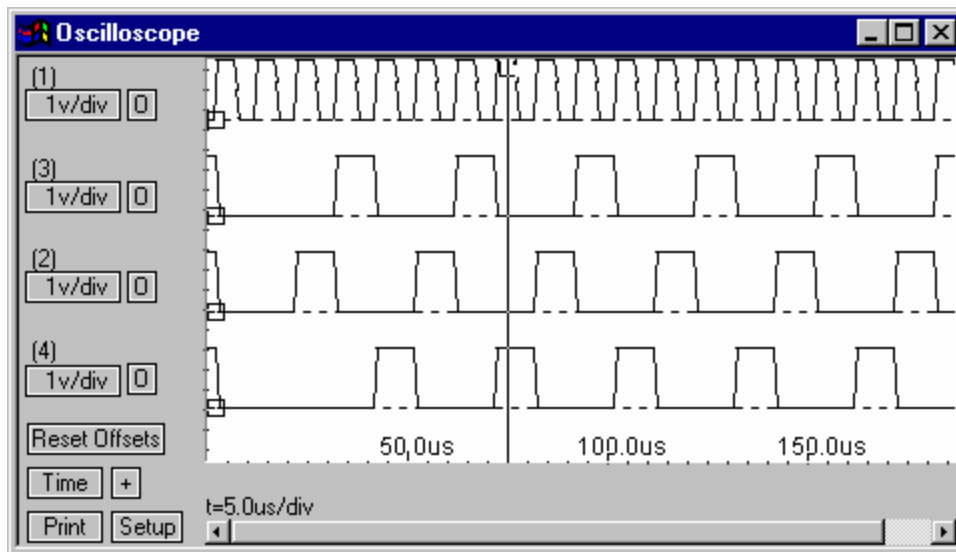 Oscilloscope
(1)
1v/div 0
(3)
1v/div 0
(2)
1v/div 0
(4)
1v/div 0
Reset Offsets
50.0us 100.0us 150.0us
Time +
t=5.0us/div
Print Setup